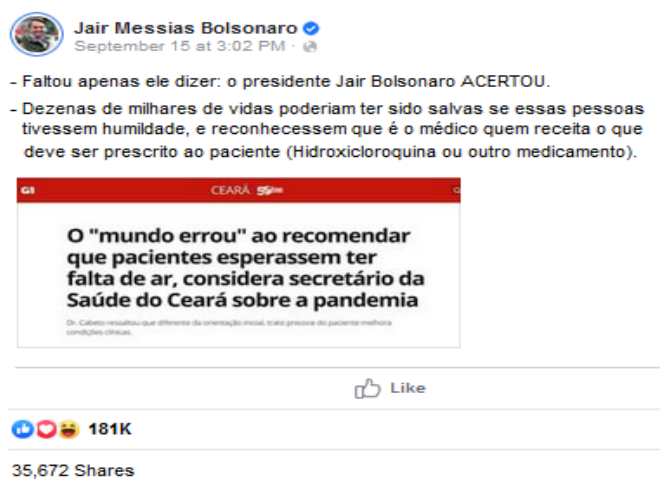 Jair Messias Bolsonaro
September 15 at 3:02 PM ·
- Faltou apenas ele dizer: o presidente Jair Bolsonaro ACERTOU.
- Dezenas de milhares de vidas poderiam ter sido salvas se essas pessoas
tivessem humildade, e reconhecessem que é o médico quem receita o que
deve ser prescrito ao paciente (Hidroxicloroquina ou outro medicamento).
G1 CEARÁ
O "mundo errou" ao recomendar
que pacientes esperassem ter
falta de ar, considera secretário da
Saúde do Ceará sobre a pandemia
Dr. Cabeto ressaltou que diferente da orientação inicial, trato precoce do paciente melhora
condições clínicas.
Like
181K
35,672 Shares